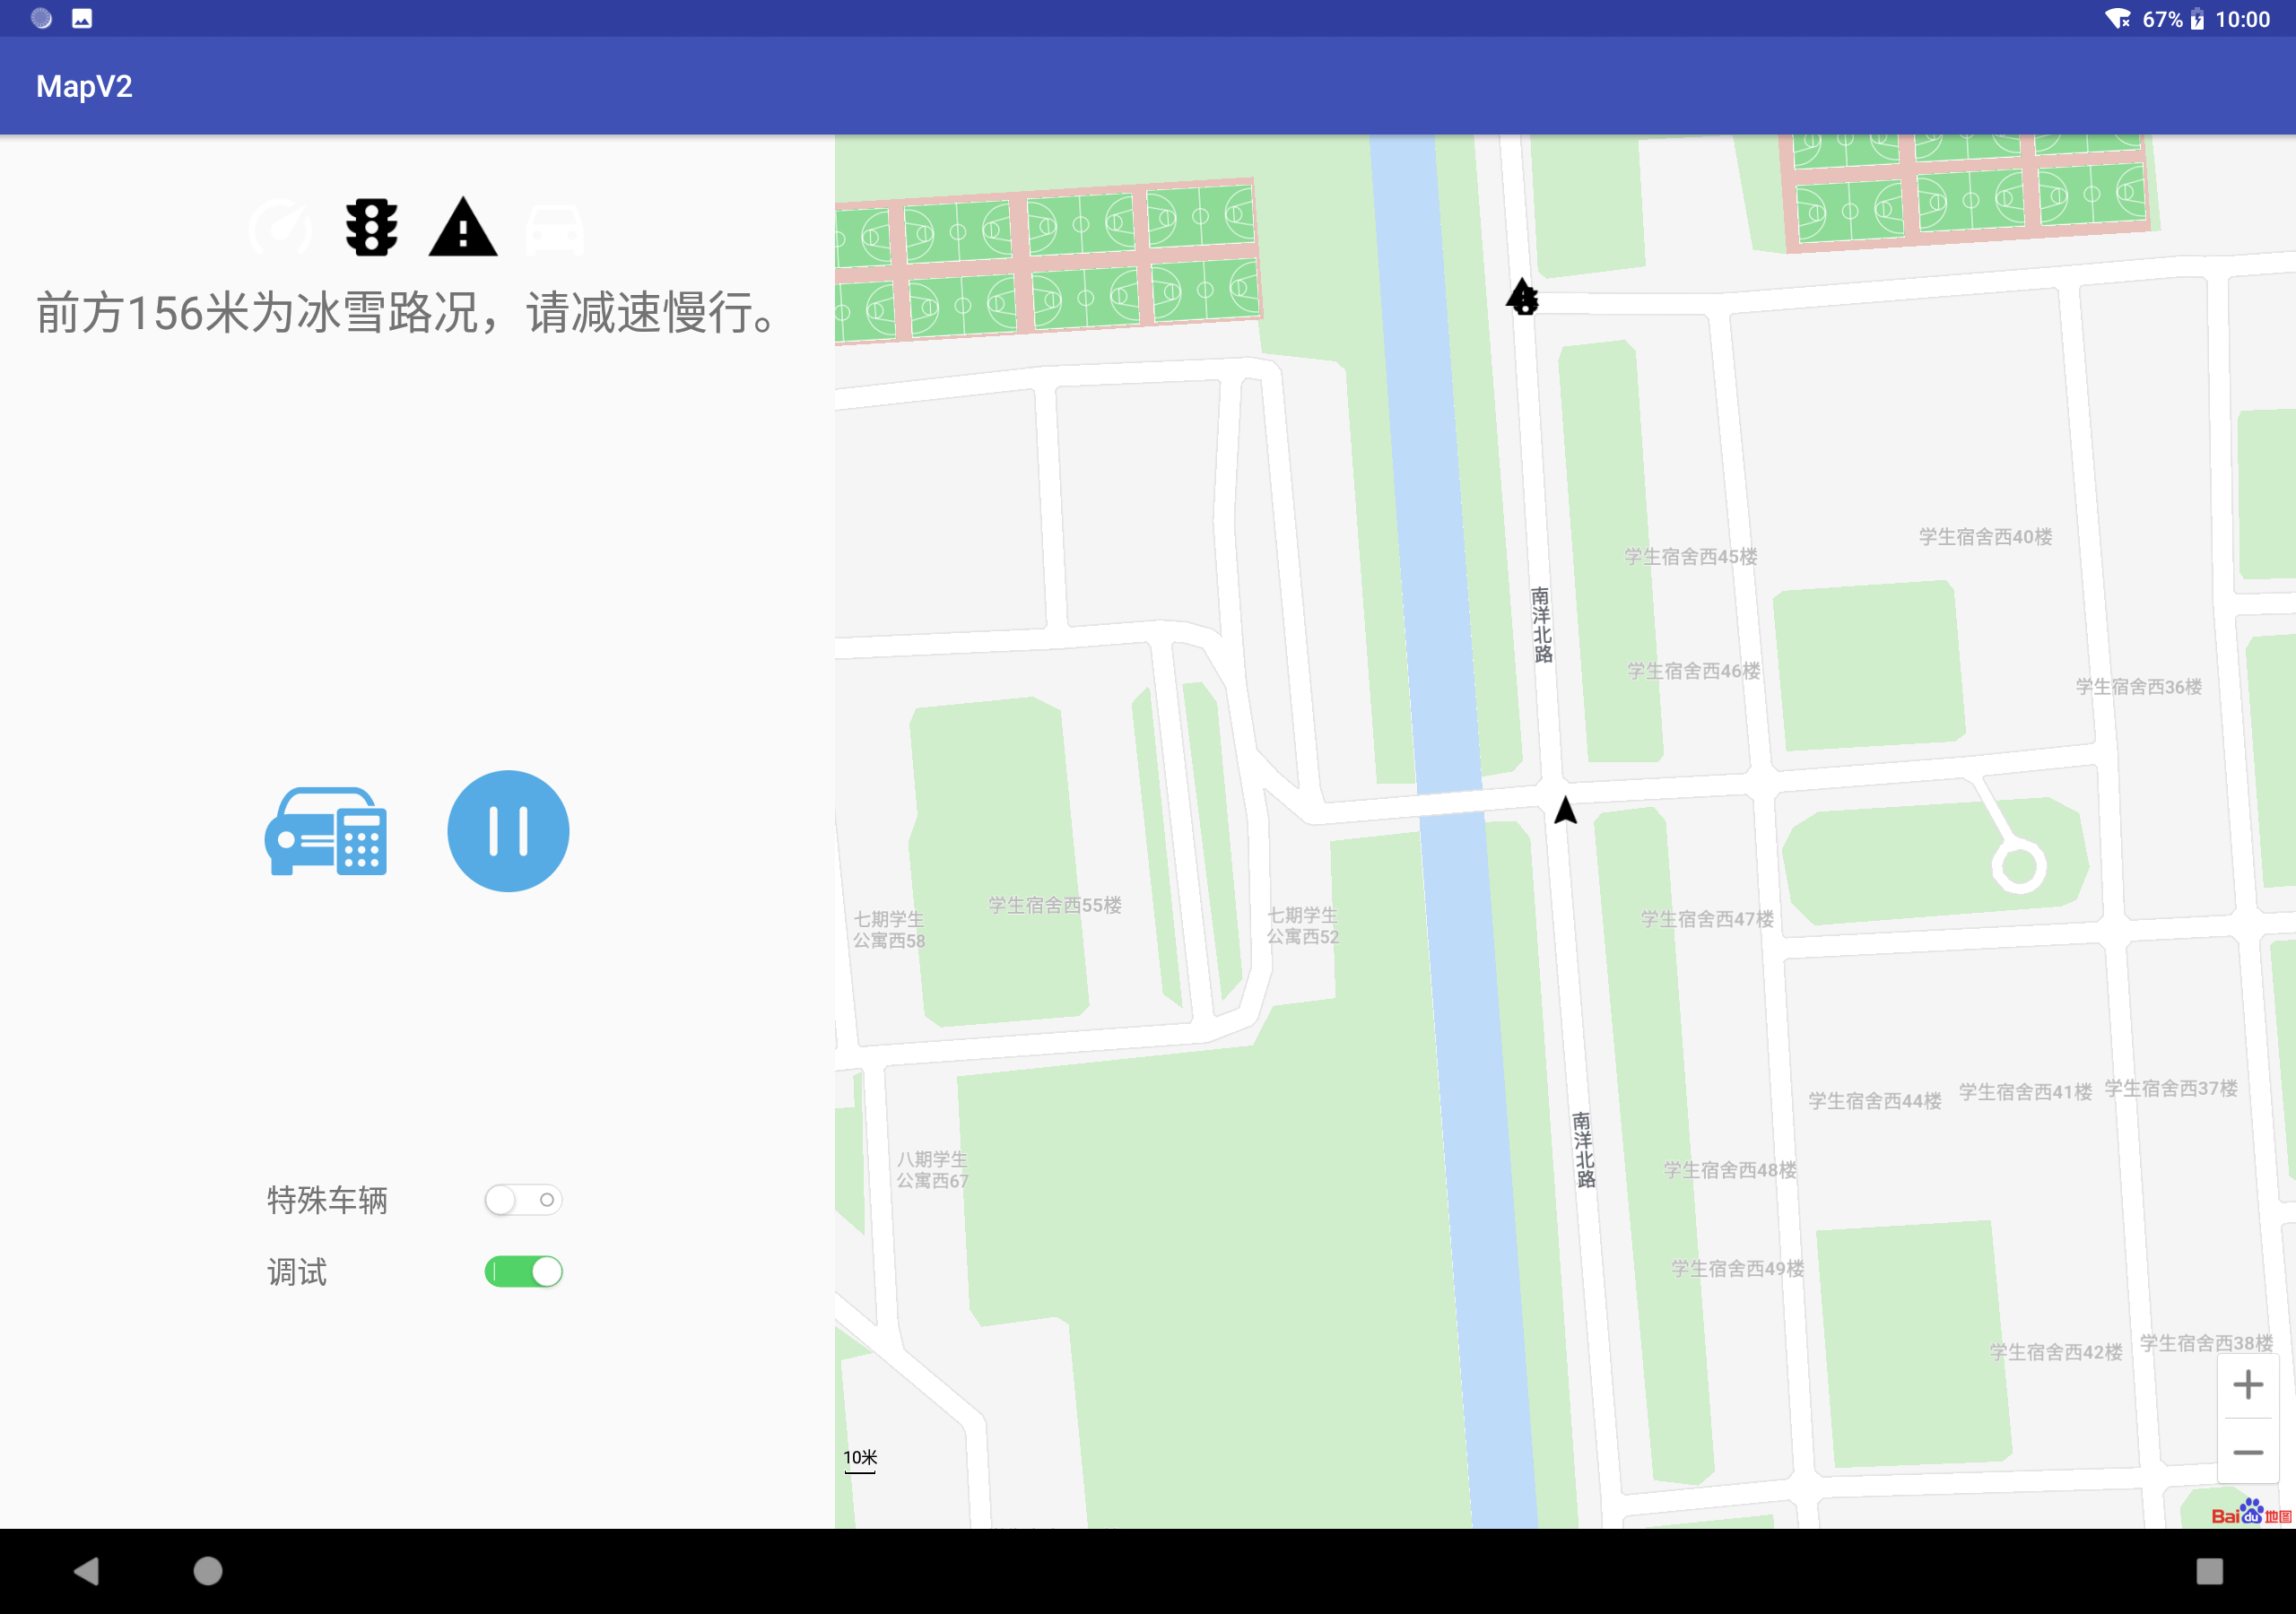 67% 10:00
MapV2
前方156米为冰雪路况，请减速慢行。
特殊车辆
调试
学生宿舍西40楼
学生宿舍西45楼
南洋北路
学生宿舍西46楼
学生宿舍西36楼
学生宿舍西55楼
七期学生
公寓西58
七期学生
公寓西52
学生宿舍西47楼
学生宿舍西44楼
学生宿舍西41楼
学生宿舍西37楼
南洋北路
八期学生
公寓西67
学生宿舍西48楼
学生宿舍西49楼
学生宿舍西42楼
学生宿舍西38楼
10米
Baidu地图